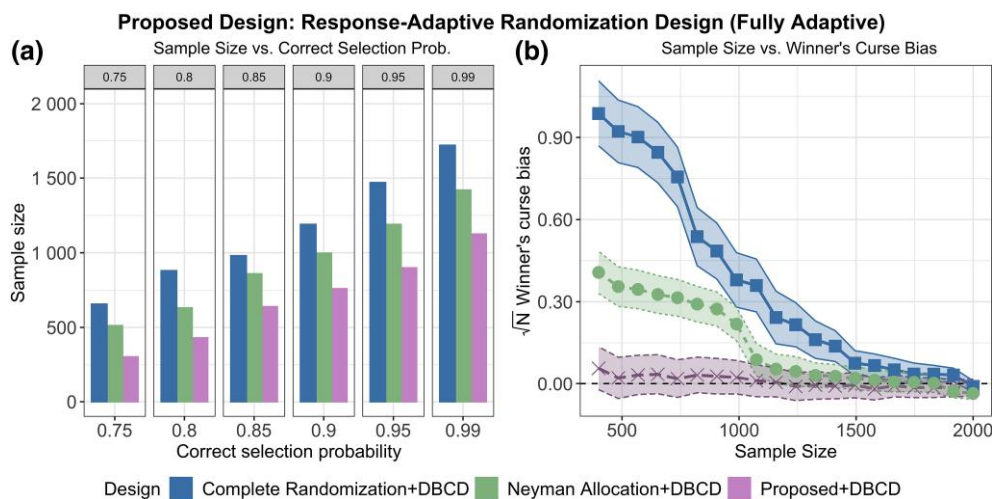 Proposed Design: Response-Adaptive Randomization Design (Fully Adaptive)
(a)
Sample Size vs. Correct Selection Prob.
0.75 0.8 0.85 0.9 0.95 0.99
2 000
1 500
1 000
500
0
Sample size
0.75 0.8 0.85 0.9 0.95 0.99
Correct selection probability
(b)
Sample Size vs. Winner's Curse Bias
0.90
0.60
0.30
0.00
√N Winner's curse bias
500 1000 1500 2000
Sample Size
Design Complete Randomization+DBCD Neyman Allocation+DBCD Proposed+DBCD